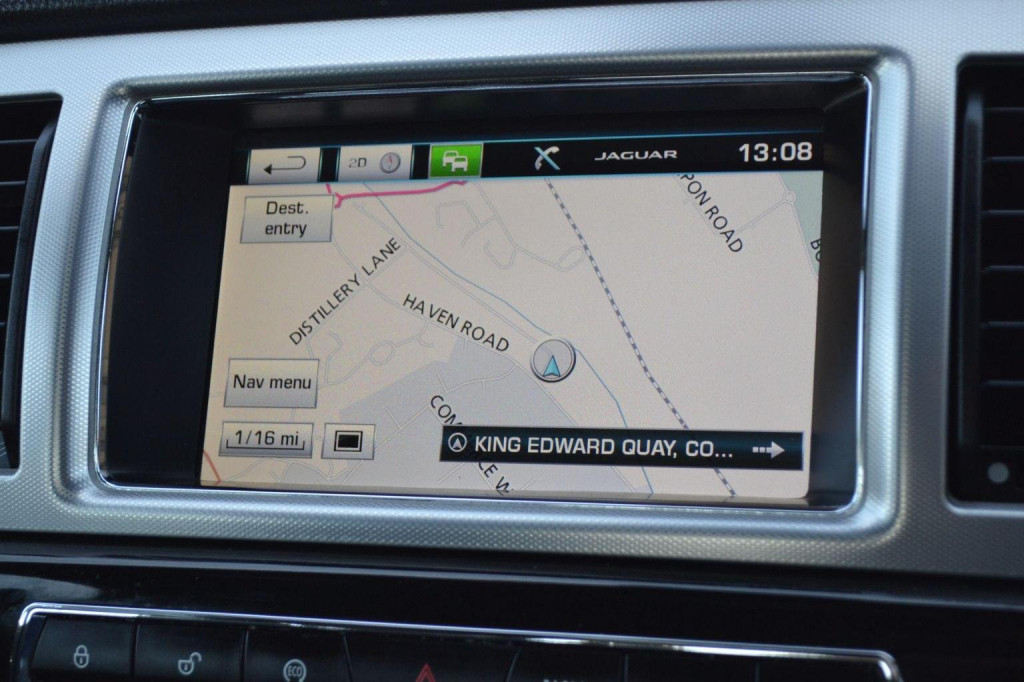 2D
JAGUAR
13:08
Dest.
entry
ROAD
DISTILLERY LANE
HAVEN ROAD
Nav menu
1/16 mi
KING EDWARD QUAY, CO...
ECO